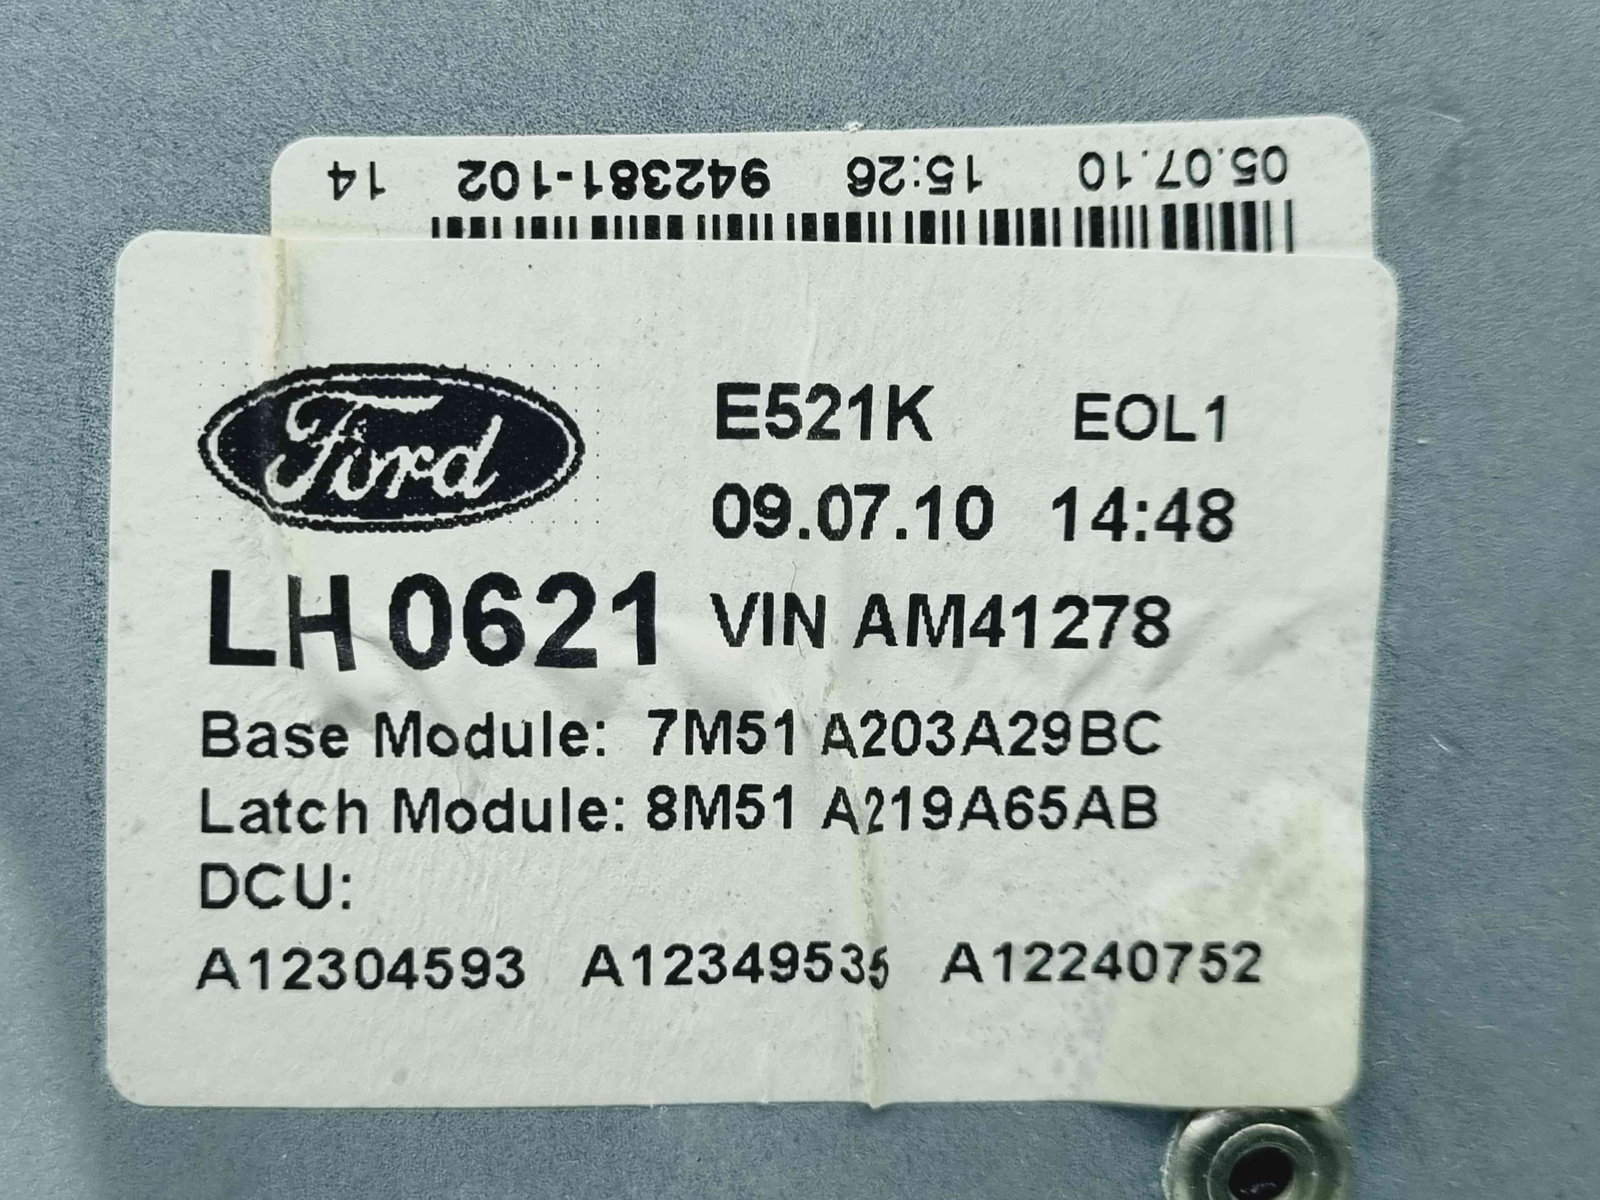 05.07.10 15:26 942381-102 14
Ford
E521K EOL1
09.07.10 14:48
LH 0621 VIN AM41278
Base Module: 7M51 A203A29BC
Latch Module: 8M51 A219A65AB
DCU:
A12304593 A12349535 A12240752